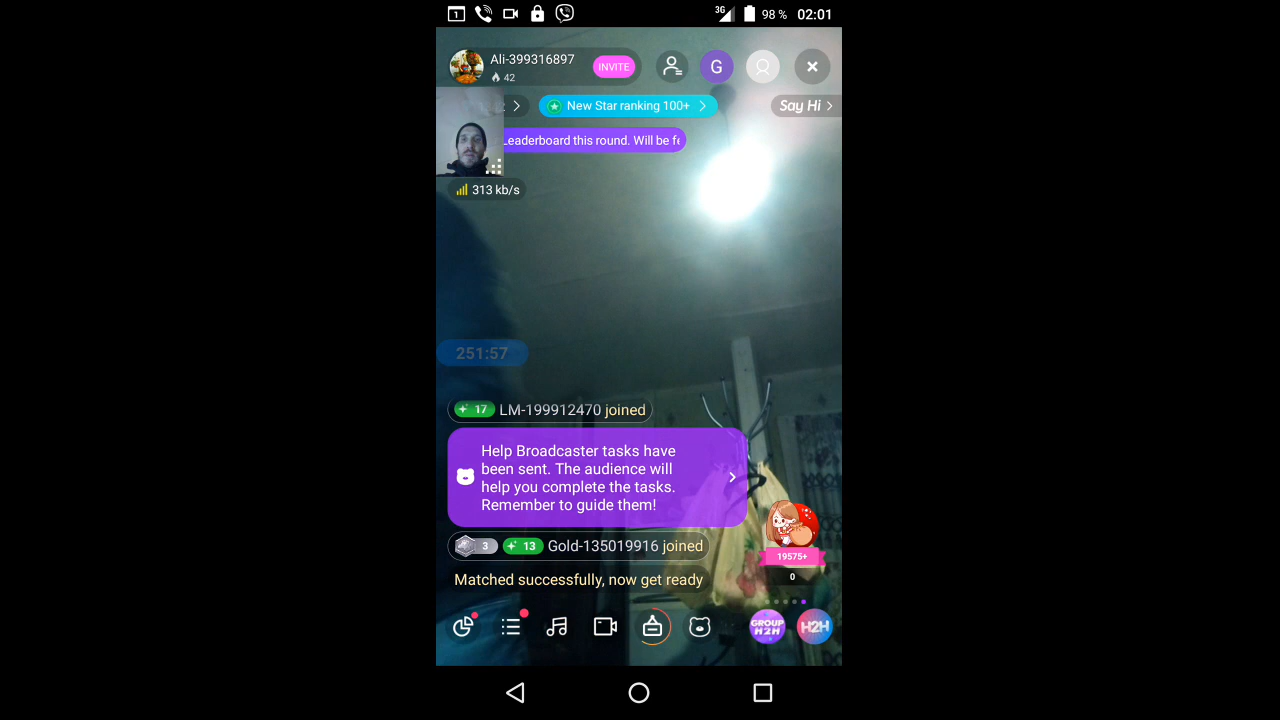 1
3G
98 %
02:01
Ali-399316897
42
INVITE
G
New Star ranking 100+
Say Hi
Leaderboard this round. Will be
313 kb/s
251:57
17 LM-199912470 joined
Help Broadcaster tasks have
been sent. The audience will
help you complete the tasks.
Remember to guide them!
3 13 Gold-135019916 joined
19575+
0
Matched successfully, now get ready
GROUP
H2H
H2H